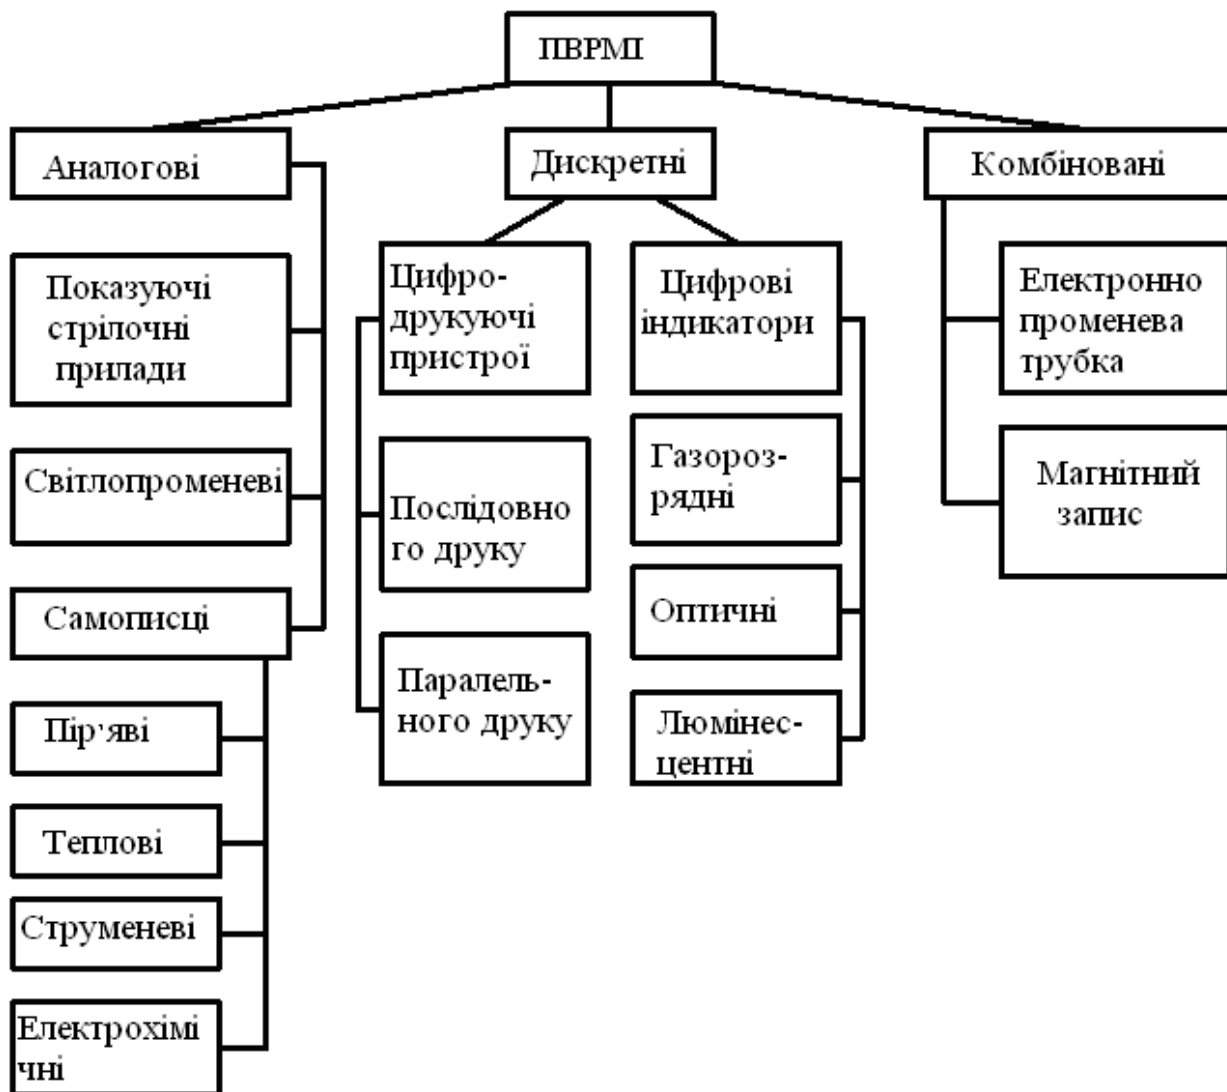 ПВРМІ
Аналогові
Дискретні
Комбіновані
Показуючі
стрілочні
прилади
Світлопроменеві
Самописці
Пір'яві
Теплові
Струменеві
Електрохімі
чні
Цифро-
друкуючі
пристрої
Послідовно
го друку
Паралель-
ного друку
Цифрові
індикатори
Газороз-
рядні
Оптичні
Люмінес-
центні
Електронно
променева
трубка
Магнітний
запис